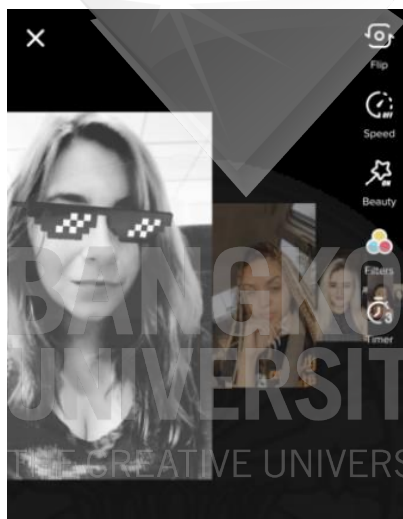 Flip
Speed
Beauty
Filters
Timer
BANGKO
UNIVERSIT
THE CREATIVE UNIVERS